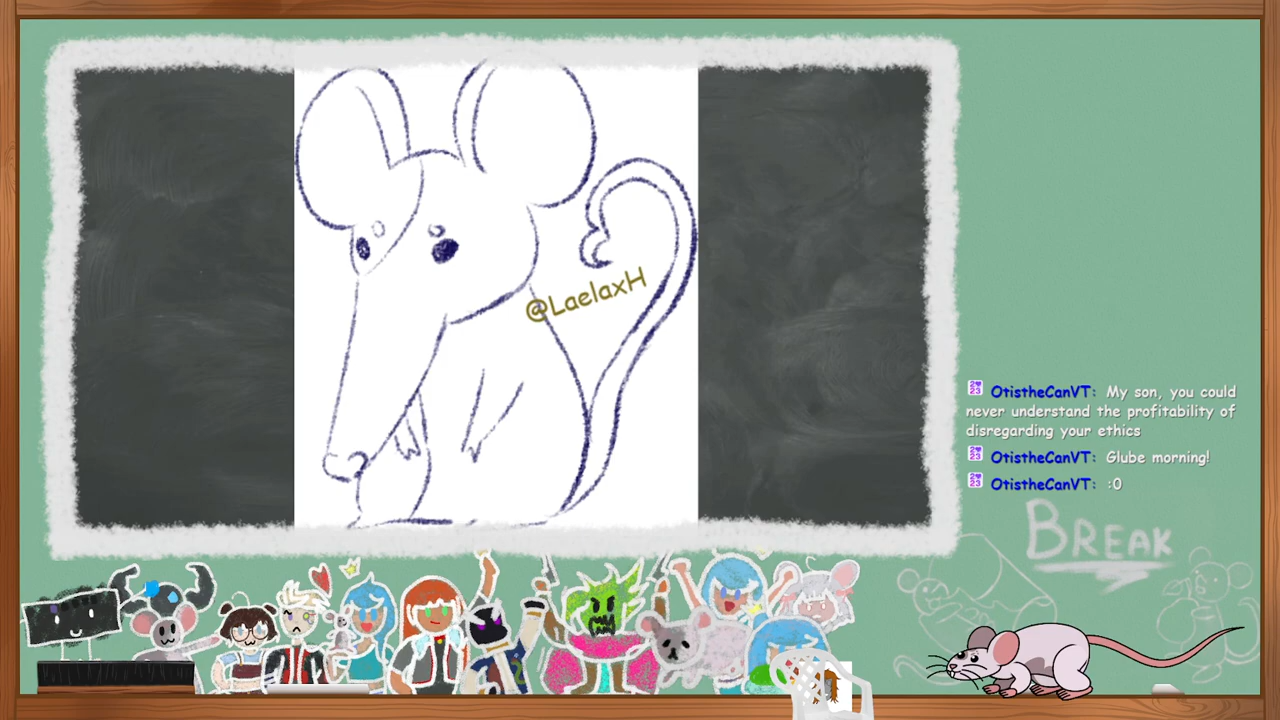 @LaelaxH
OtistheCanVT: My son, you could
never understand the profitability of
disregarding your ethics
OtistheCanVT: Glube morning!
OtistheCanVT: :0
BREAK